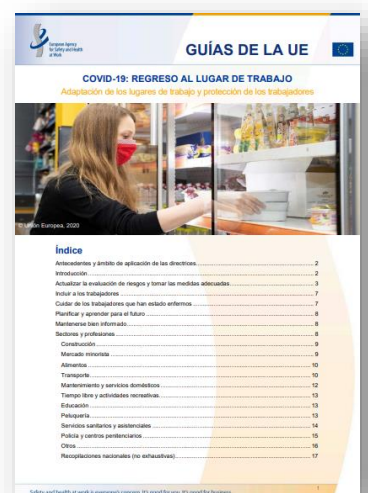 European Agency
for Safety and Health
at Work
GUÍAS DE LA UE
COVID-19: REGRESO AL LUGAR DE TRABAJO
Adaptación de los lugares de trabajo y protección de los trabajadores
© Unión Europea, 2020
Índice
Antecedentes y ámbito de aplicación de las directrices 2
Introducción 2
Actualizar la evaluación de riesgos y tomar las medidas adecuadas 3
Incluir a los trabajadores 7
Cuidar de los trabajadores que han estado enfermos 7
Planificar y aprender para el futuro 8
Mantenerse bien informado 8
Sectores y profesiones 8
Construcción 9
Mercado minorista 9
Alimentos 10
Transporte 10
Mantenimiento y servicios domésticos 12
Tiempo libre y actividades recreativas 13
Educación 13
Peluquería 13
Servicios sanitarios y asistenciales 14
Policía y centros penitenciarios 15
Otros 16
Recopilaciones nacionales (no exhaustivas) 17
1
Safety and health at work is everyone's concern. It's good for you. It's good for business.